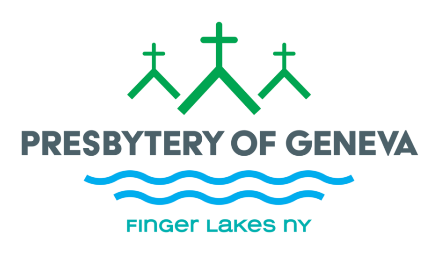 PRESBYTERY OF GENEVA
FINGER LAKES NY